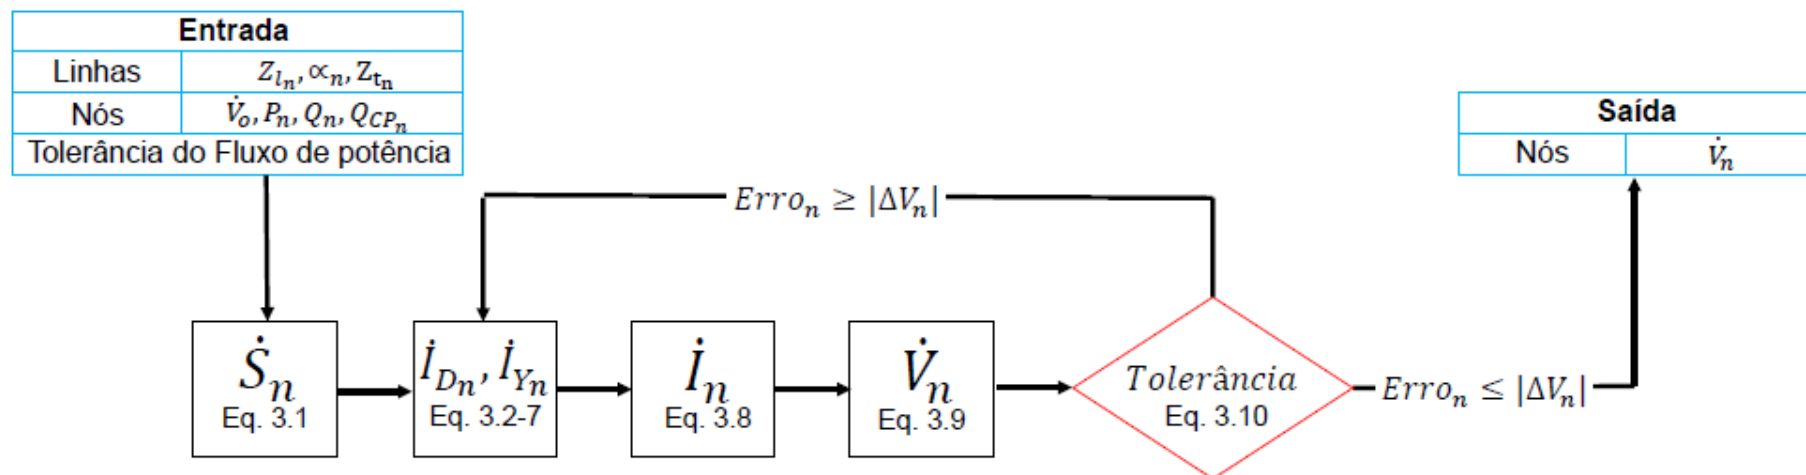 Entrada
Linhas Z_{l_n}, ∝_n, Z_{t_n}
Nós V̇_o, P_n, Q_n, Q_{CP_n}
Tolerância do Fluxo de potência
Saída
Nós V̇_n
Erro_n ≥ |ΔV_n|
Ṡ_n
Eq. 3.1
İ_{D_n}, İ_{Y_n}
Eq. 3.2-7
İ_n
Eq. 3.8
V̇_n
Eq. 3.9
Tolerância
Eq. 3.10
Erro_n ≤ |ΔV_n|